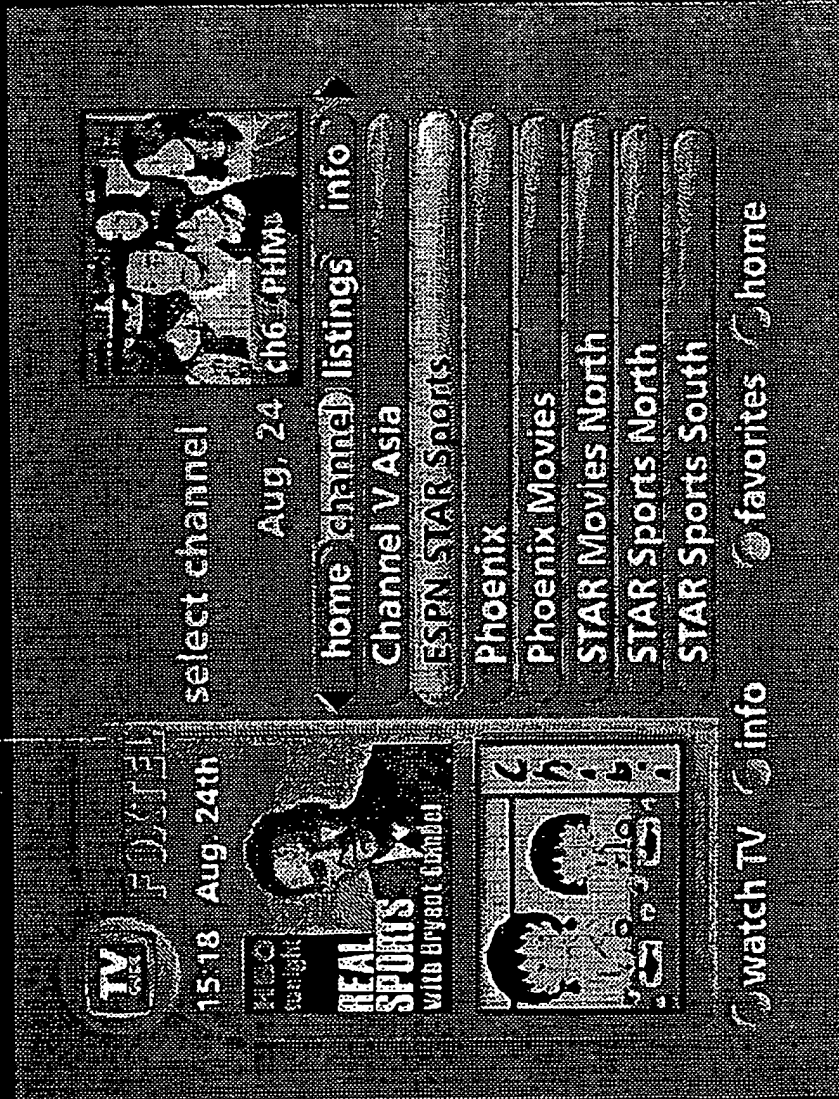 TV
FOXTEL
15:18 Aug. 24th
HBO
tonight
REAL
SPORTS
with Bryant Gumbel
select channel
Aug, 24
ch6 PHM
home channel listings info
Channel V Asia
ESPN STAR Sports
Phoenix
Phoenix Movies
STAR Movies North
STAR Sports North
STAR Sports South
watch TV info favorites home